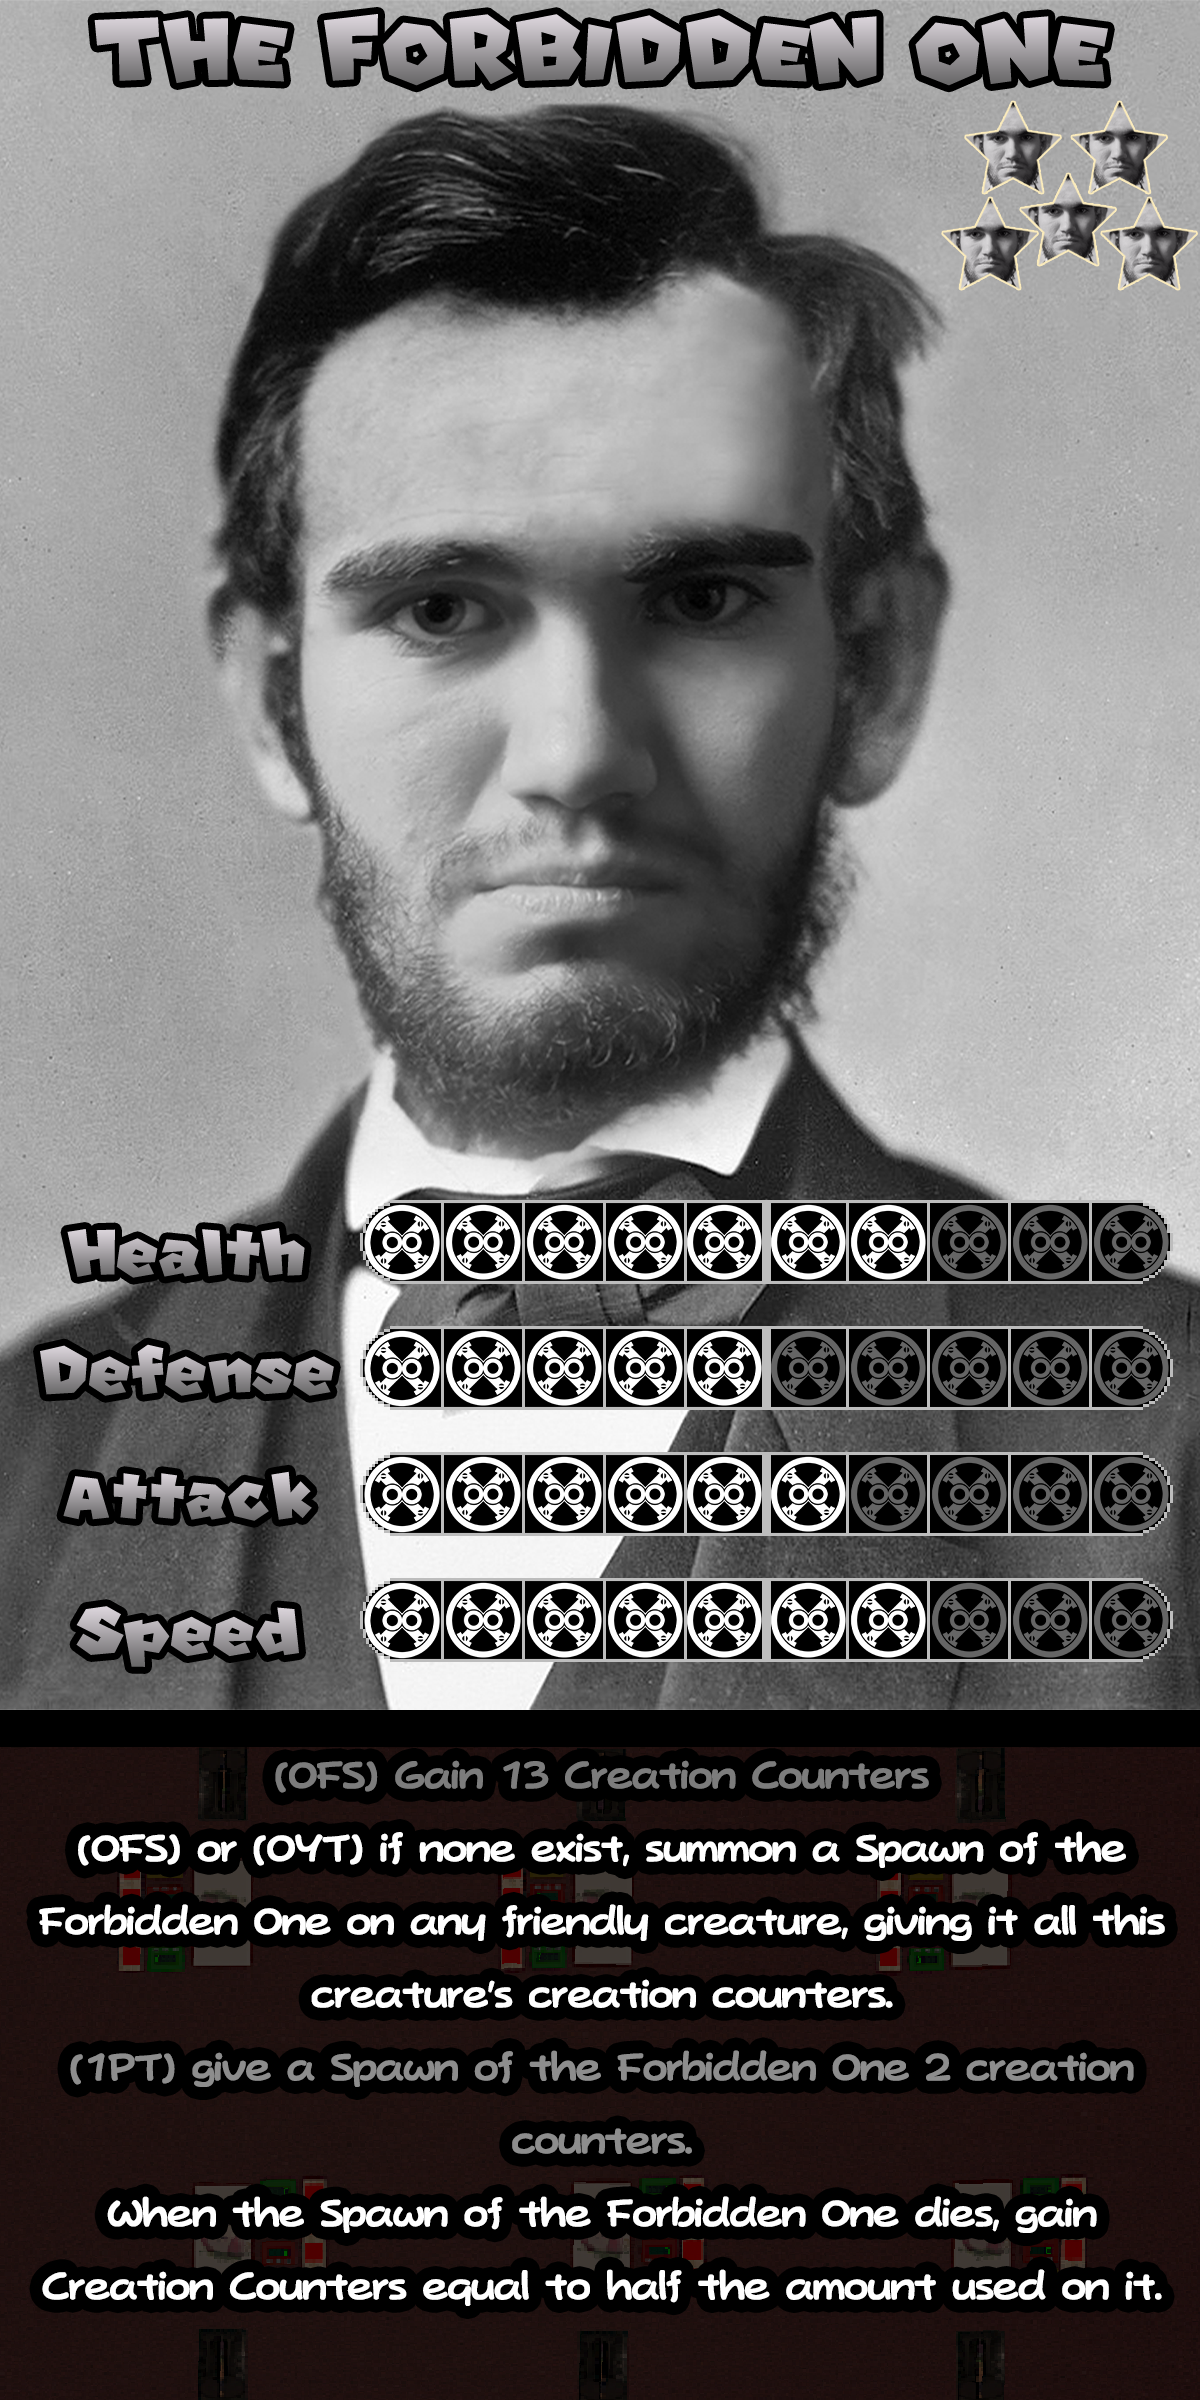 THE FORBIDDEN ONE
Health
Defense
Attack
Speed
(OFS) Gain 13 Creation Counters
(OFS) or (OYT) if none exist, summon a Spawn of the
Forbidden One on any friendly creature, giving it all this
creature's creation counters.
(1PT) give a Spawn of the Forbidden One 2 creation
counters.
When the Spawn of the Forbidden One dies, gain
Creation Counters equal to half the amount used on it.